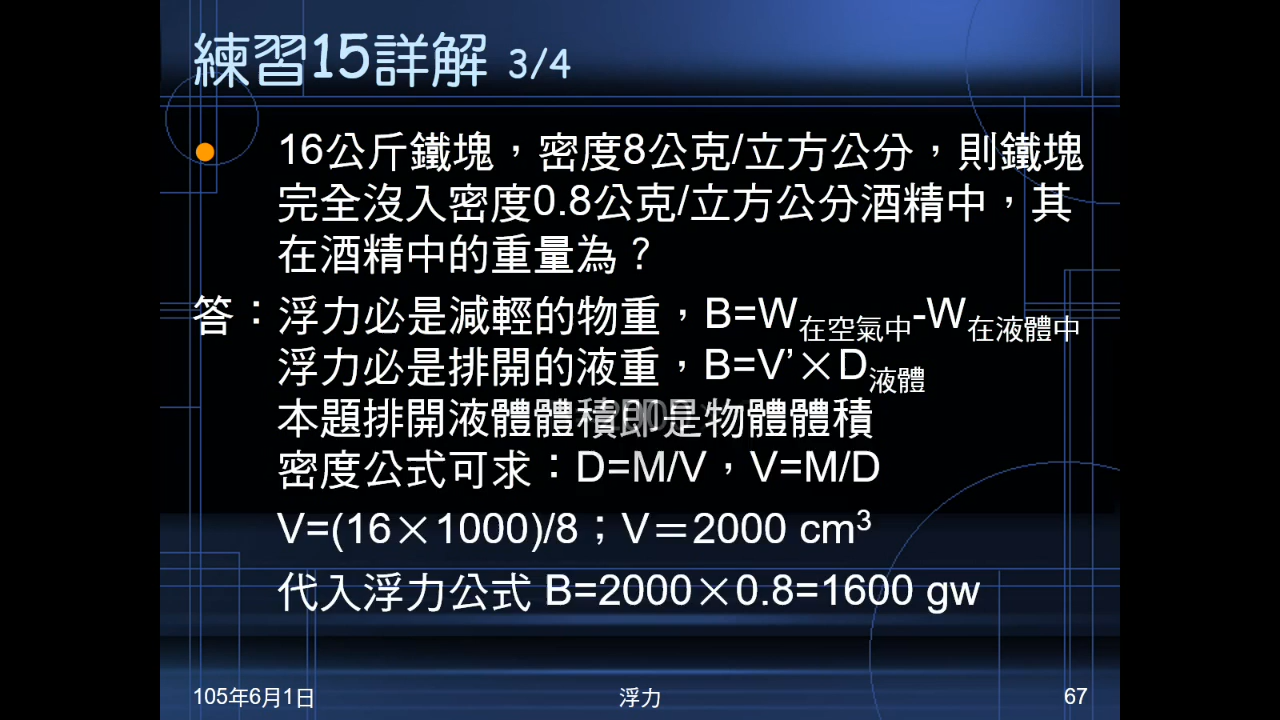 練習15詳解 3/4
16公斤鐵塊，密度8公克/立方公分，則鐵塊
完全沒入密度0.8公克/立方公分酒精中，其
在酒精中的重量為？
答：浮力必是減輕的物重，B=W在空氣中-W在液體中
浮力必是排開的液重，B=V’×D液體
本題排開液體體積即是物體體積
密度公式可求：D=M/V，V=M/D
V=(16×1000)/8；V＝2000 cm³
代入浮力公式 B=2000×0.8=1600 gw
105年6月1日
浮力
67